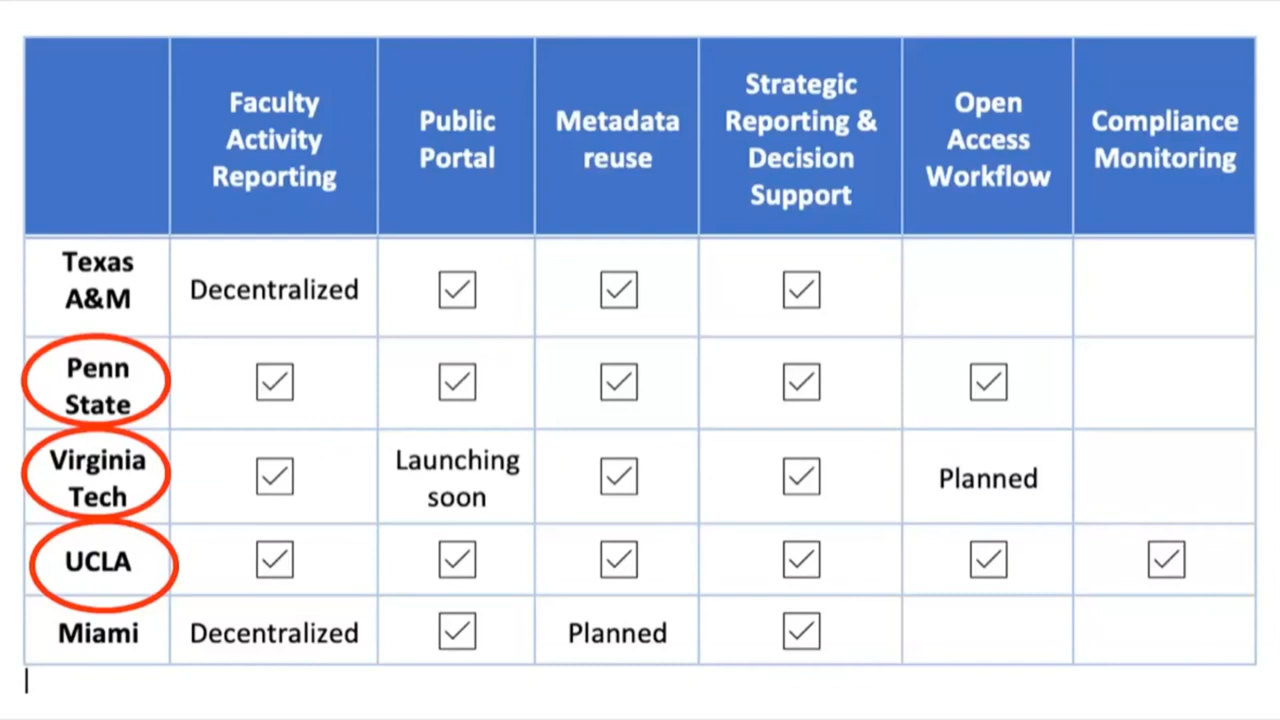 Faculty Activity Reporting
Public Portal
Metadata reuse
Strategic Reporting & Decision Support
Open Access Workflow
Compliance Monitoring
Texas A&M
Decentralized
Penn State
Virginia Tech
Launching soon
Planned
UCLA
Miami
Decentralized
Planned